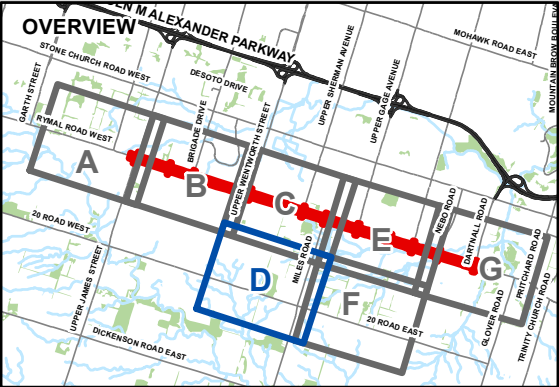 OVERVIEW
EN M ALEXANDER PARKWAY
MOHAWK ROAD EAST
MOUNTAIN BROW BOULEV
STONE CHURCH ROAD WEST
DESOTO DRIVE
GARTH STREET
UPPER SHERMAN AVENUE
UPPER GAGE AVENUE
RYMAL ROAD WEST
BRIGADE DRIVE
UPPER WENTWORTH STREET
A
B
C
E
G
NEBO ROAD
DARTNALL ROAD
PRITCHARD ROAD
20 ROAD WEST
MILES ROAD
D
F
UPPER JAMES STREET
20 ROAD EAST
GLOVER ROAD
TRINITY CHURCH ROAD
DICKENSON ROAD EAST